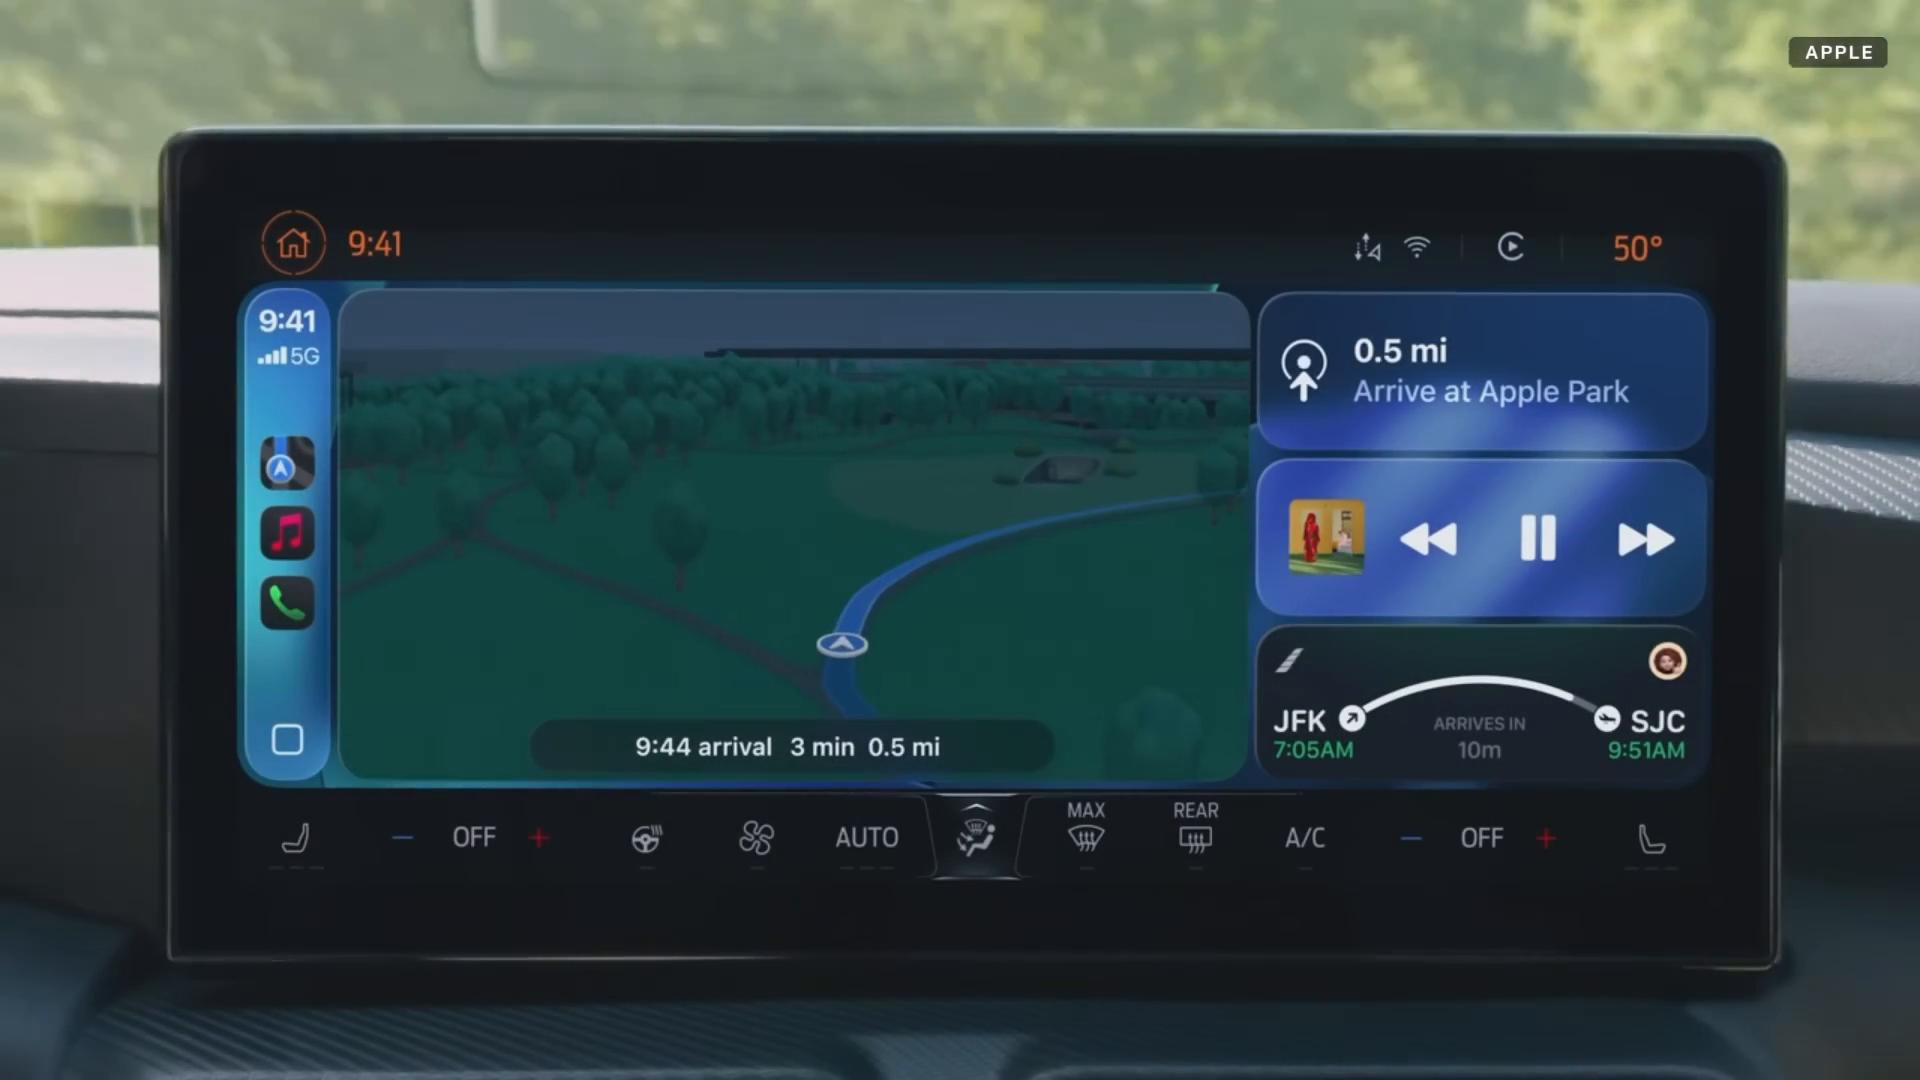 APPLE
9:41
50°
9:41
5G
0.5 mi
Arrive at Apple Park
JFK
7:05AM
ARRIVES IN
10m
SJC
9:51AM
9:44 arrival 3 min 0.5 mi
OFF
AUTO
MAX
REAR
A/C
OFF